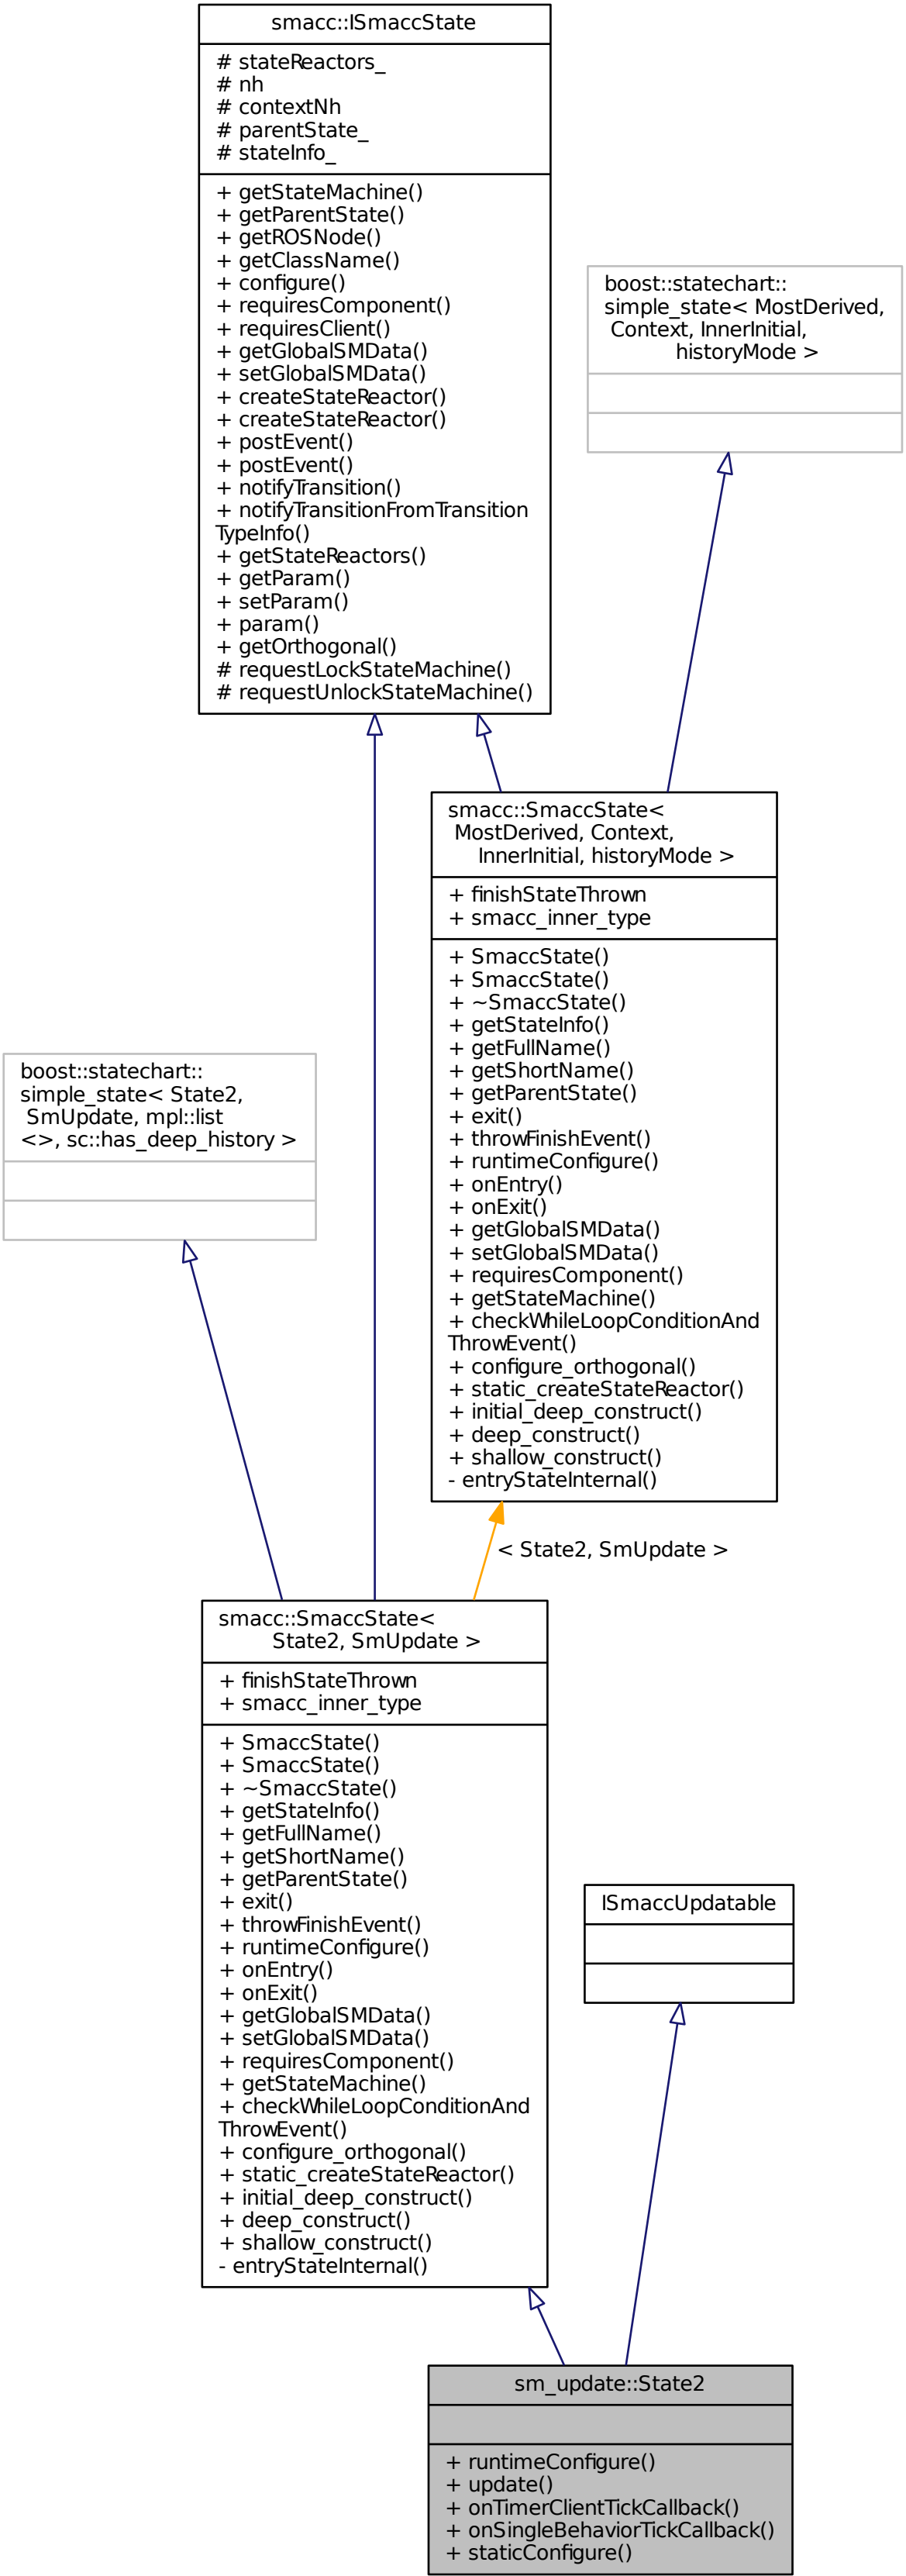 smacc::ISmaccState
# stateReactors_
# nh
# contextNh
# parentState_
# stateInfo_
+ getStateMachine()
+ getParentState()
+ getROSNode()
+ getClassName()
+ configure()
+ requiresComponent()
+ requiresClient()
+ getGlobalSMData()
+ setGlobalSMData()
+ createStateReactor()
+ createStateReactor()
+ postEvent()
+ postEvent()
+ notifyTransition()
+ notifyTransitionFromTransition
TypeInfo()
+ getStateReactors()
+ getParam()
+ setParam()
+ param()
+ getOrthogonal()
# requestLockStateMachine()
# requestUnlockStateMachine()
boost::statechart::
simple_state< MostDerived,
Context, InnerInitial,
historyMode >
smacc::SmaccState<
MostDerived, Context,
InnerInitial, historyMode >
+ finishStateThrown
+ smacc_inner_type
+ SmaccState()
+ SmaccState()
+ ~SmaccState()
+ getStateInfo()
+ getFullName()
+ getShortName()
+ getParentState()
+ exit()
+ throwFinishEvent()
+ runtimeConfigure()
+ onEntry()
+ onExit()
+ getGlobalSMData()
+ setGlobalSMData()
+ requiresComponent()
+ getStateMachine()
+ checkWhileLoopConditionAnd
ThrowEvent()
+ configure_orthogonal()
+ static_createStateReactor()
+ initial_deep_construct()
+ deep_construct()
+ shallow_construct()
- entryStateInternal()
boost::statechart::
simple_state< State2,
SmUpdate, mpl::list
<>, sc::has_deep_history >
< State2, SmUpdate >
smacc::SmaccState<
State2, SmUpdate >
+ finishStateThrown
+ smacc_inner_type
+ SmaccState()
+ SmaccState()
+ ~SmaccState()
+ getStateInfo()
+ getFullName()
+ getShortName()
+ getParentState()
+ exit()
+ throwFinishEvent()
+ runtimeConfigure()
+ onEntry()
+ onExit()
+ getGlobalSMData()
+ setGlobalSMData()
+ requiresComponent()
+ getStateMachine()
+ checkWhileLoopConditionAnd
ThrowEvent()
+ configure_orthogonal()
+ static_createStateReactor()
+ initial_deep_construct()
+ deep_construct()
+ shallow_construct()
- entryStateInternal()
ISmaccUpdatable
sm_update::State2
+ runtimeConfigure()
+ update()
+ onTimerClientTickCallback()
+ onSingleBehaviorTickCallback()
+ staticConfigure()